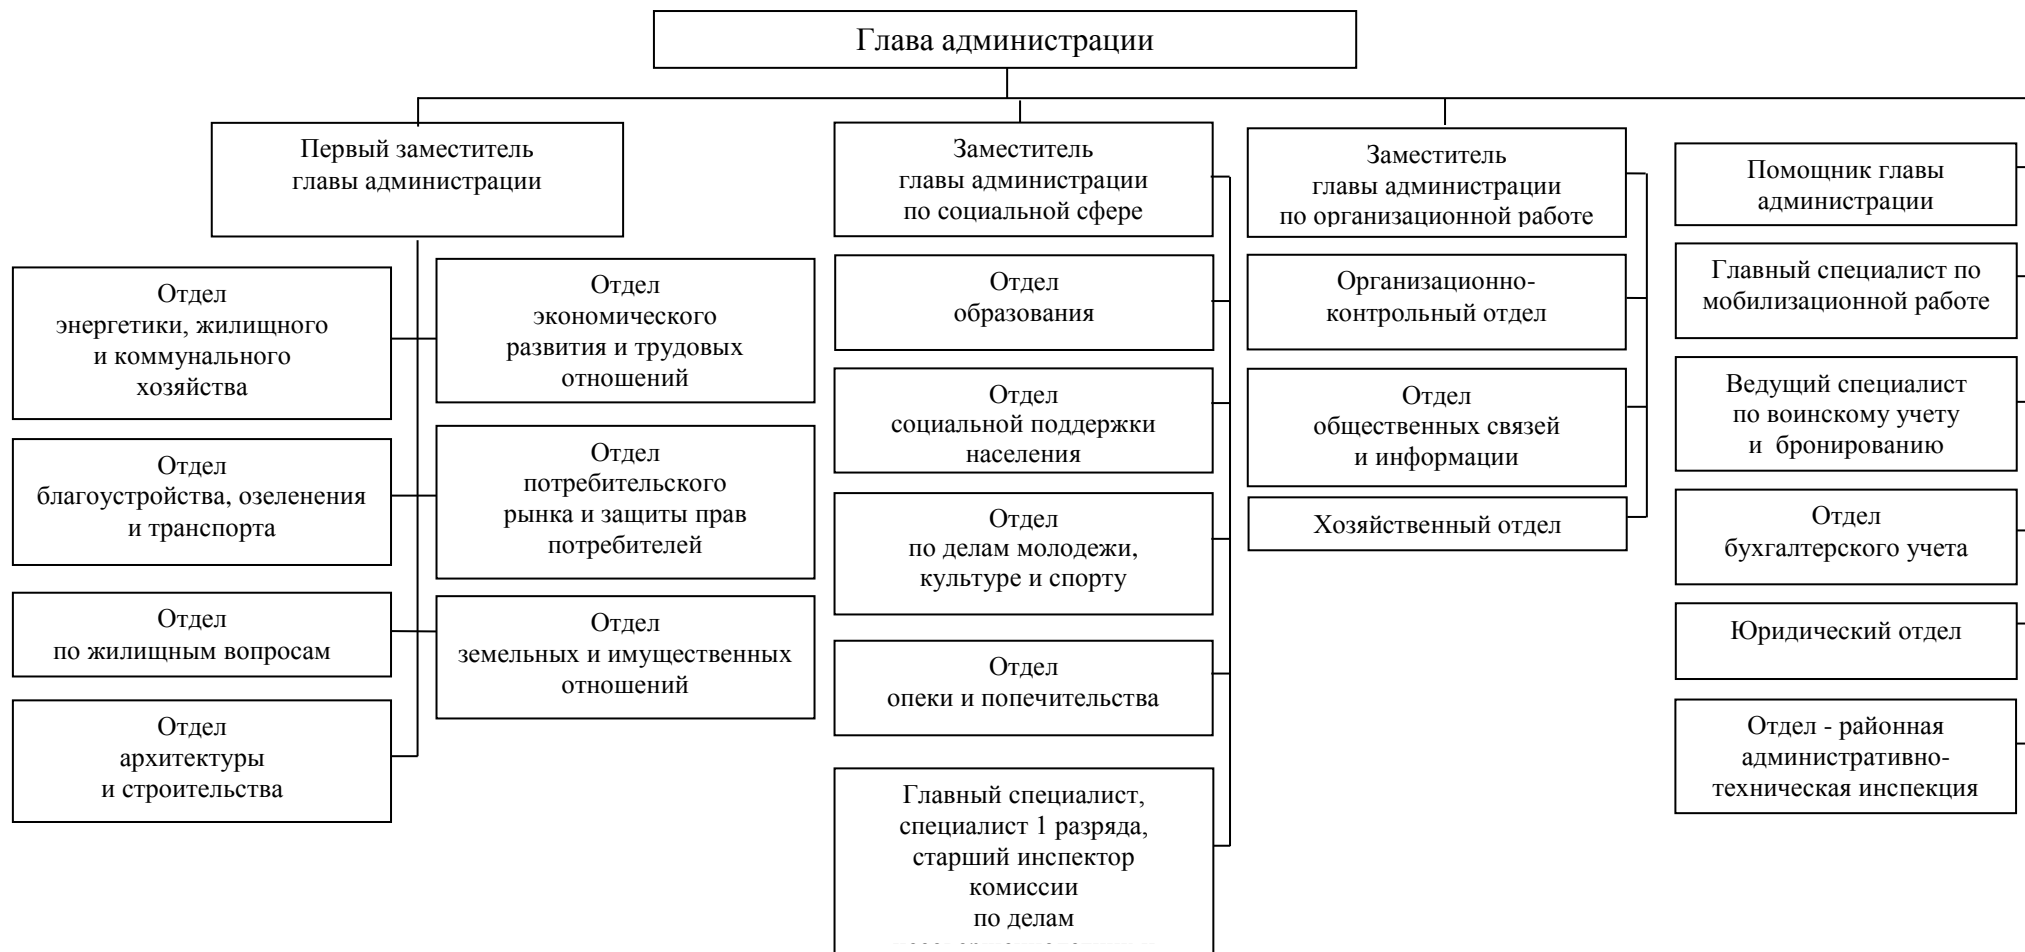 Глава администрации
Первый заместитель
главы администрации
Отдел
энергетики, жилищного
и коммунального
хозяйства
Отдел
экономического
развития и трудовых
отношений
Отдел
благоустройства, озеленения
и транспорта
Отдел
потребительского
рынка и защиты прав
потребителей
Отдел
по жилищным вопросам
Отдел
земельных и имущественных
отношений
Отдел
архитектуры
и строительства
Заместитель
главы администрации
по социальной сфере
Отдел
образования
Отдел
социальной поддержки
населения
Отдел
по делам молодежи,
культуре и спорту
Отдел
опеки и попечительства
Главный специалист,
специалист 1 разряда,
старший инспектор
комиссии
по делам
Заместитель
главы администрации
по организационной работе
Организационно-
контрольный отдел
Отдел
общественных связей
и информации
Хозяйственный отдел
Помощник главы
администрации
Главный специалист по
мобилизационной работе
Ведущий специалист
по воинскому учету
и  бронированию
Отдел
бухгалтерского учета
Юридический отдел
Отдел - районная
административно-
техническая инспекция